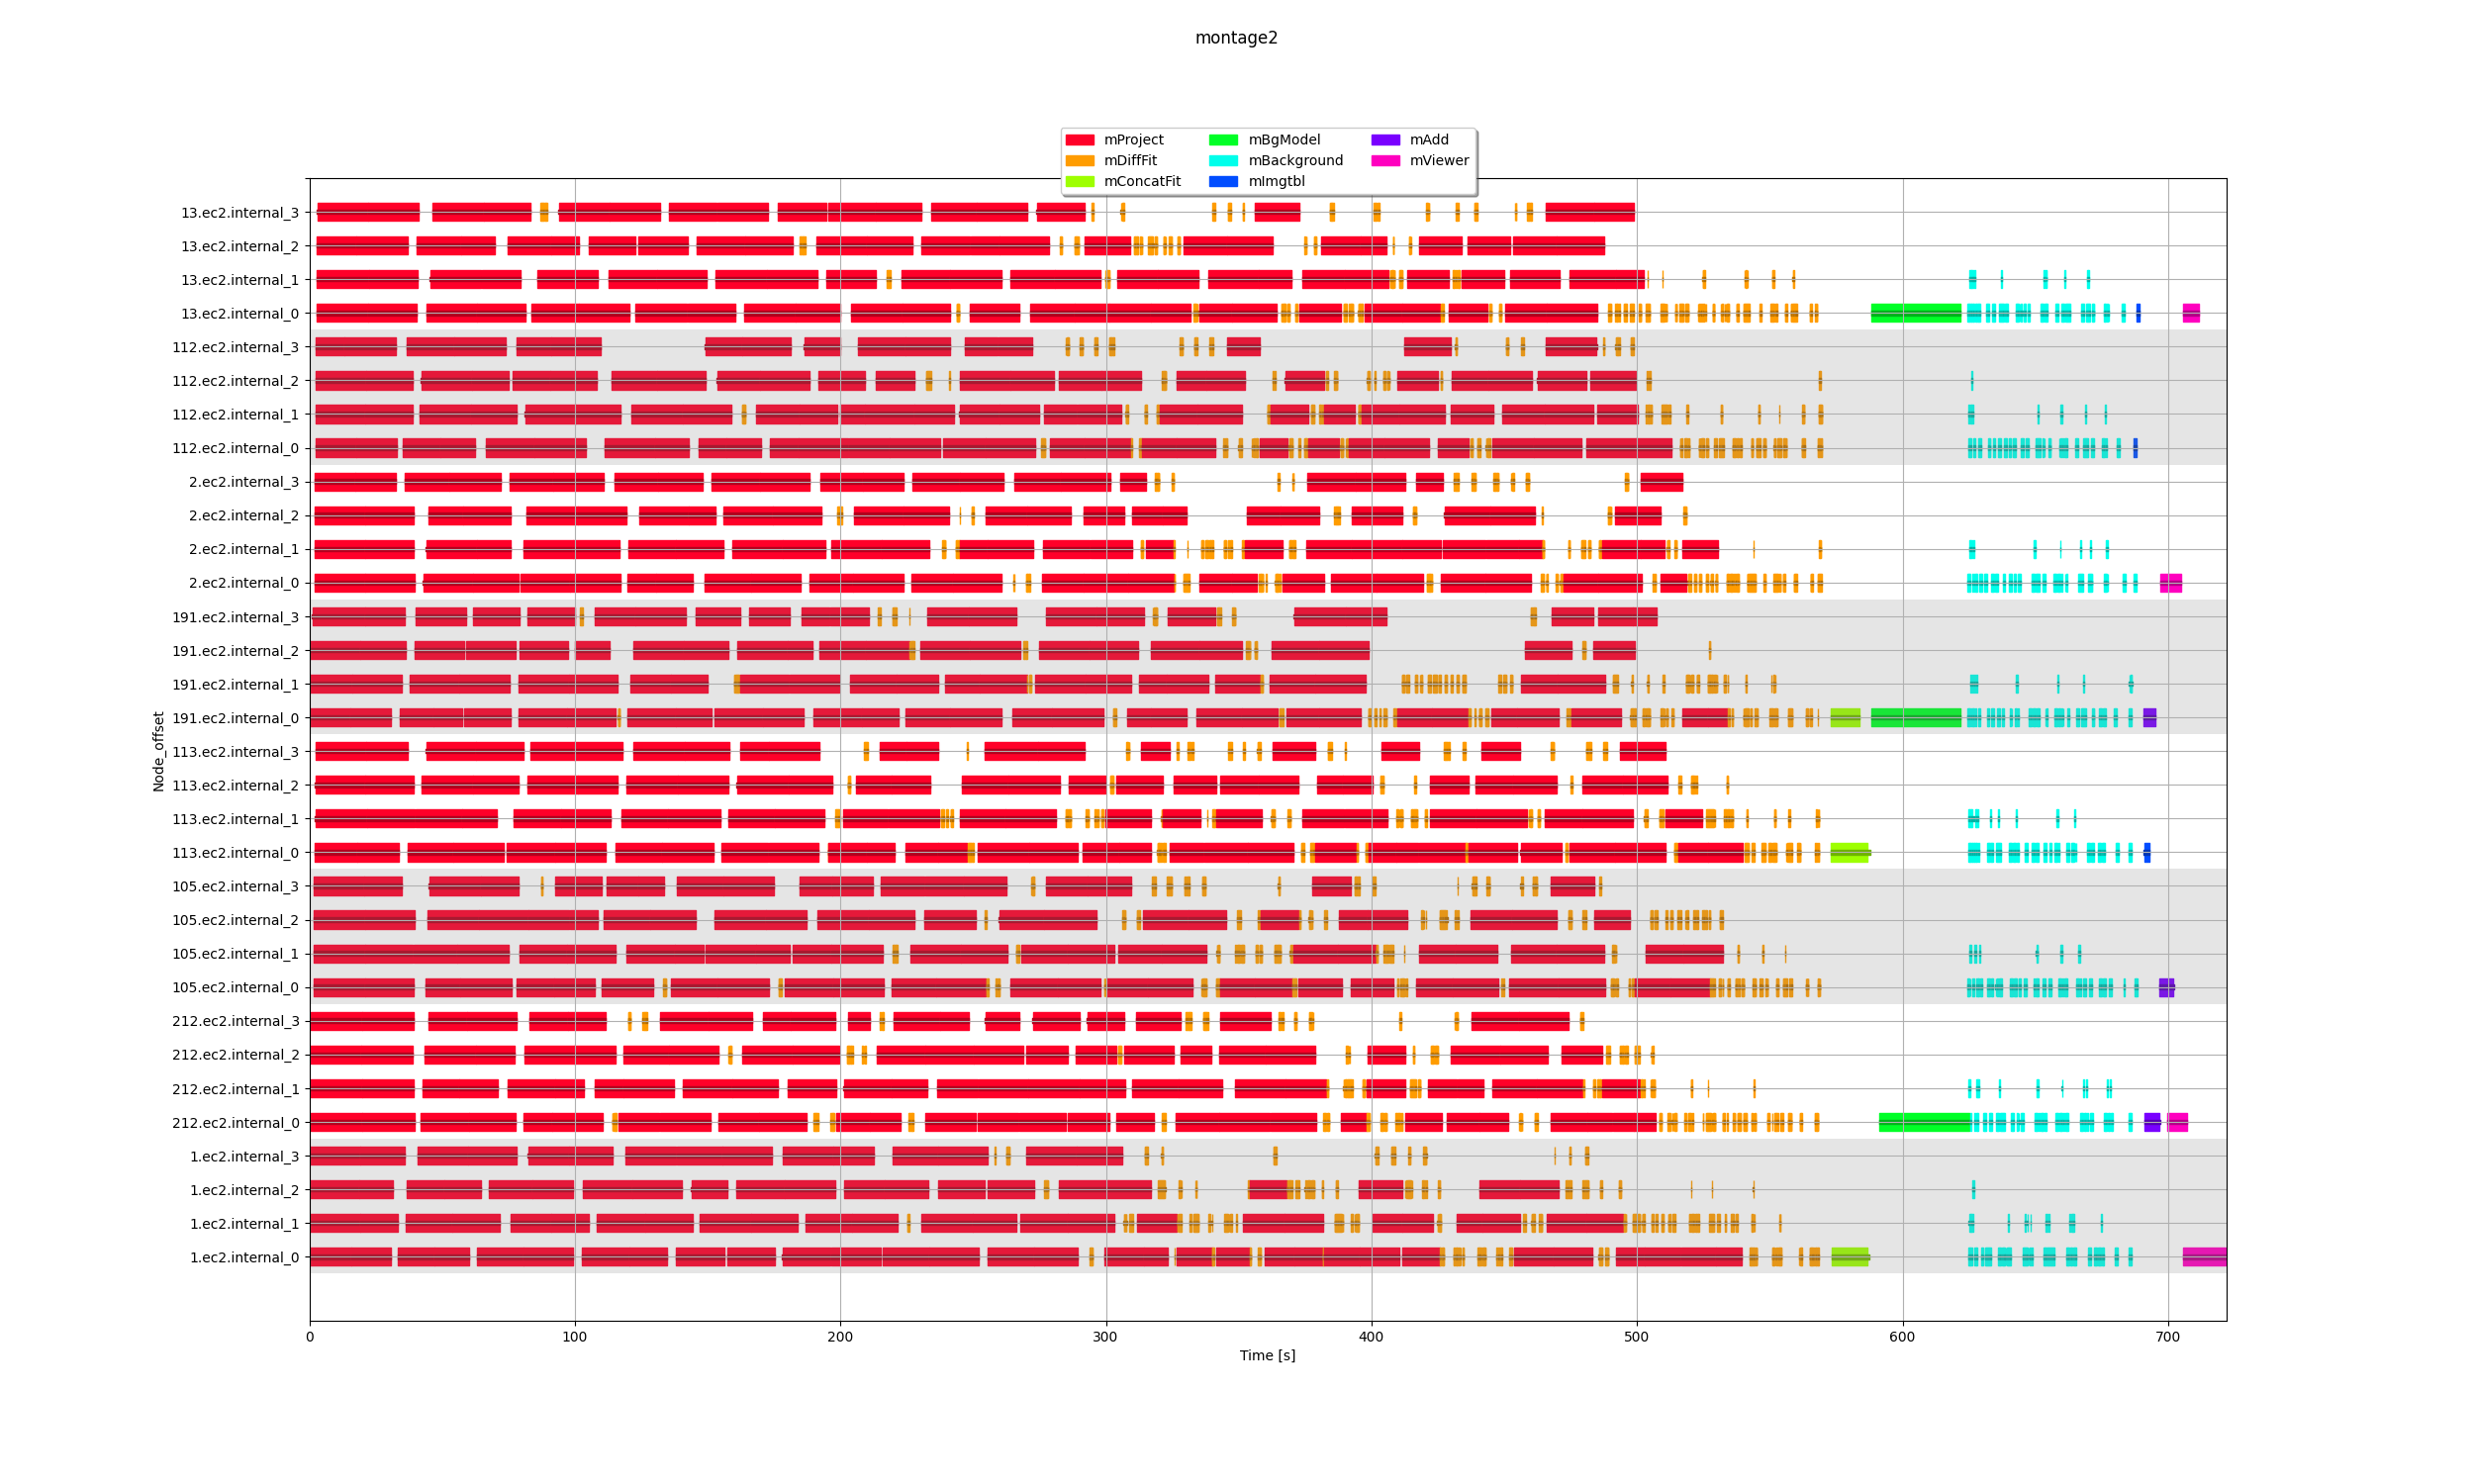 montage2
mProject mBgModel mAdd
mDiffFit mBackground mViewer
mConcatFit mImgtbl
13.ec2.internal_3
13.ec2.internal_2
13.ec2.internal_1
13.ec2.internal_0
112.ec2.internal_3
112.ec2.internal_2
112.ec2.internal_1
112.ec2.internal_0
2.ec2.internal_3
2.ec2.internal_2
2.ec2.internal_1
2.ec2.internal_0
191.ec2.internal_3
191.ec2.internal_2
191.ec2.internal_1
191.ec2.internal_0
113.ec2.internal_3
113.ec2.internal_2
113.ec2.internal_1
113.ec2.internal_0
105.ec2.internal_3
105.ec2.internal_2
105.ec2.internal_1
105.ec2.internal_0
212.ec2.internal_3
212.ec2.internal_2
212.ec2.internal_1
212.ec2.internal_0
1.ec2.internal_3
1.ec2.internal_2
1.ec2.internal_1
1.ec2.internal_0
Node_offset
0 100 200 300 400 500 600 700
Time [s]